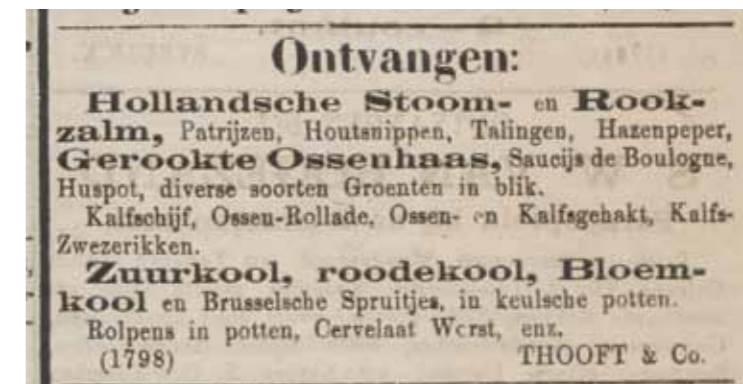 Ontvangen:
Hollandsche Stoom- en Rook-
zalm, Patrijzen, Houtsnippen, Talingen, Hazenpeper,
Gerookte Ossenhaas, Saucijs de Boulogne,
Huspot, diverse soorten Groenten in blik.
Kalfschijf, Ossen-Rollade, Ossen- en Kalfsgehakt, Kalfs-
Zwezerikken.
Zuurkool, roodekool, Bloem-
kool en Brusselsche Spruitjes, in keulsche potten.
Rolpens in potten, Cervelaat Worst, enz.
(1798) THOOFT & Co.